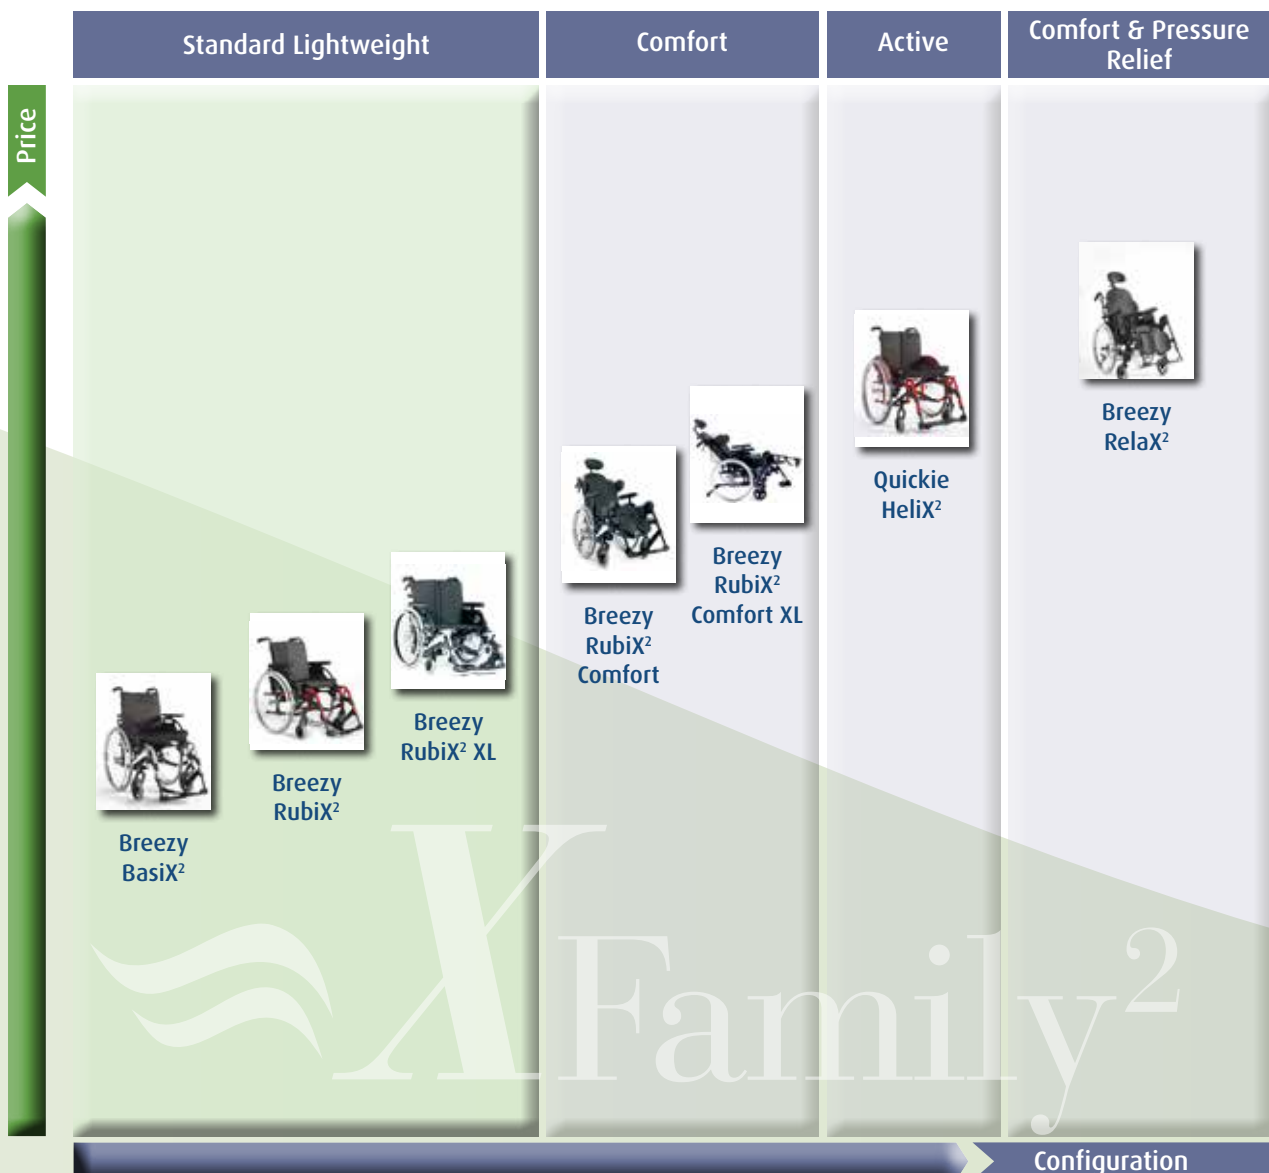 Standard Lightweight
Comfort
Active
Comfort & Pressure
Relief
Price
Breezy
BasiX²
Breezy
RubiX²
Breezy
RubiX² XL
Breezy
RubiX²
Comfort
Breezy
RubiX²
Comfort XL
Quickie
HeliX²
Breezy
RelaX²
XFamily²
Configuration